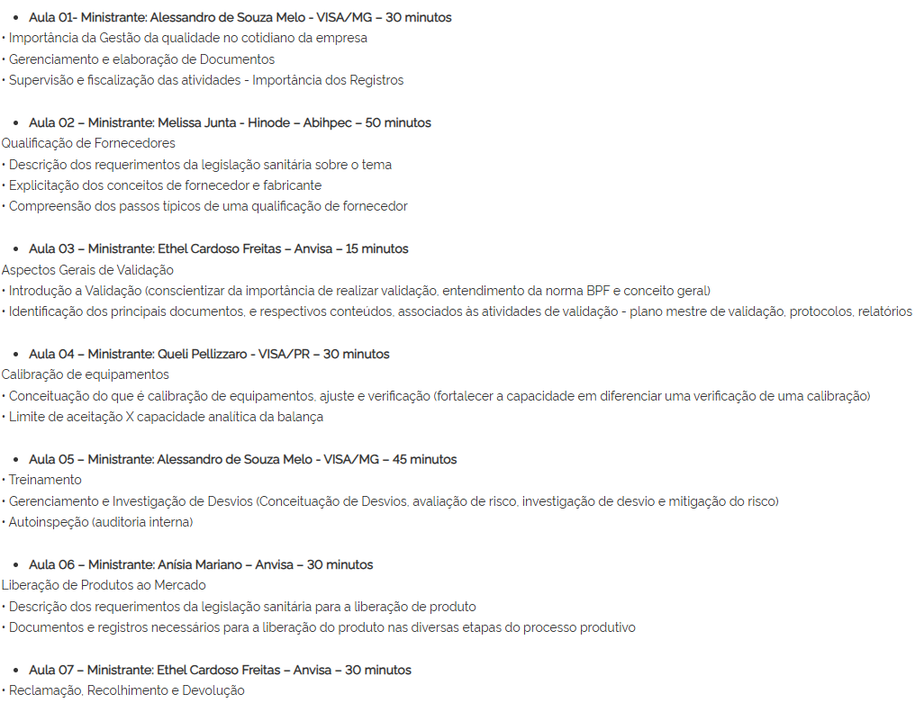 • Aula 01- Ministrante: Alessandro de Souza Melo - VISA/MG – 30 minutos
• Importância da Gestão da qualidade no cotidiano da empresa
• Gerenciamento e elaboração de Documentos
• Supervisão e fiscalização das atividades - Importância dos Registros
• Aula 02 – Ministrante: Melissa Junta - Hinode – Abihpec – 50 minutos
Qualificação de Fornecedores
• Descrição dos requerimentos da legislação sanitária sobre o tema
• Explicitação dos conceitos de fornecedor e fabricante
• Compreensão dos passos típicos de uma qualificação de fornecedor
• Aula 03 – Ministrante: Ethel Cardoso Freitas – Anvisa – 15 minutos
Aspectos Gerais de Validação
• Introdução a Validação (conscientizar da importância de realizar validação, entendimento da norma BPF e conceito geral)
• Identificação dos principais documentos, e respectivos conteúdos, associados às atividades de validação - plano mestre de validação, protocolos, relatórios
• Aula 04 – Ministrante: Queli Pellizzaro - VISA/PR – 30 minutos
Calibração de equipamentos
• Conceituação do que é calibração de equipamentos, ajuste e verificação (fortalecer a capacidade em diferenciar uma verificação de uma calibração)
• Limite de aceitação X capacidade analítica da balança
• Aula 05 – Ministrante: Alessandro de Souza Melo - VISA/MG – 45 minutos
• Treinamento
• Gerenciamento e Investigação de Desvios (Conceituação de Desvios, avaliação de risco, investigação de desvio e mitigação do risco)
• Autoinspeção (auditoria interna)
• Aula 06 – Ministrante: Anísia Mariano – Anvisa – 30 minutos
Liberação de Produtos ao Mercado
• Descrição dos requerimentos da legislação sanitária para a liberação de produto
• Documentos e registros necessários para a liberação do produto nas diversas etapas do processo produtivo
• Aula 07 – Ministrante: Ethel Cardoso Freitas – Anvisa – 30 minutos
• Reclamação, Recolhimento e Devolução